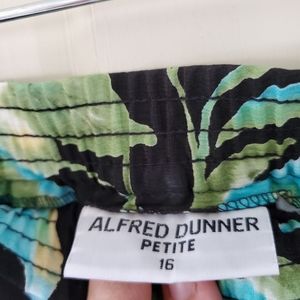 ALFRED DUNNER
PETITE
16